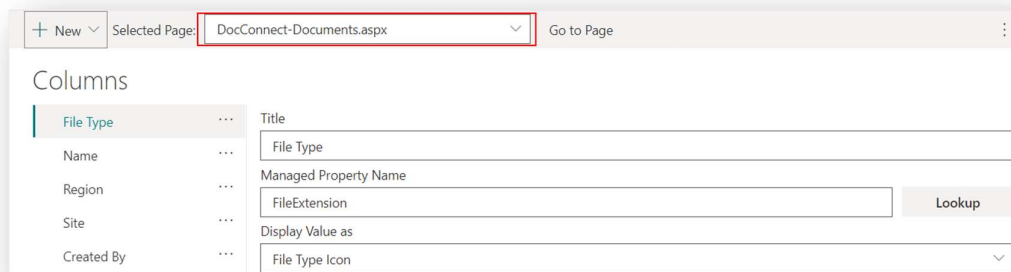 New Selected Page: DocConnect-Documents.aspx Go to Page
Columns
File Type
Name
Region
Site
Created By
Title
File Type
Managed Property Name
FileExtension Lookup
Display Value as
File Type Icon